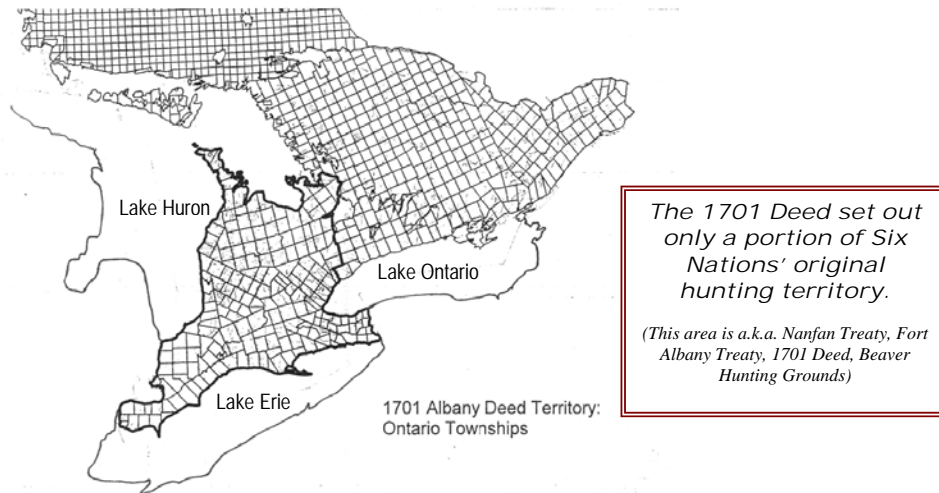 Lake Huron
Lake Ontario
Lake Erie
1701 Albany Deed Territory:
Ontario Townships
The 1701 Deed set out
only a portion of Six
Nations' original
hunting territory.
(This area is a.k.a. Nanfan Treaty, Fort
Albany Treaty, 1701 Deed, Beaver
Hunting Grounds)